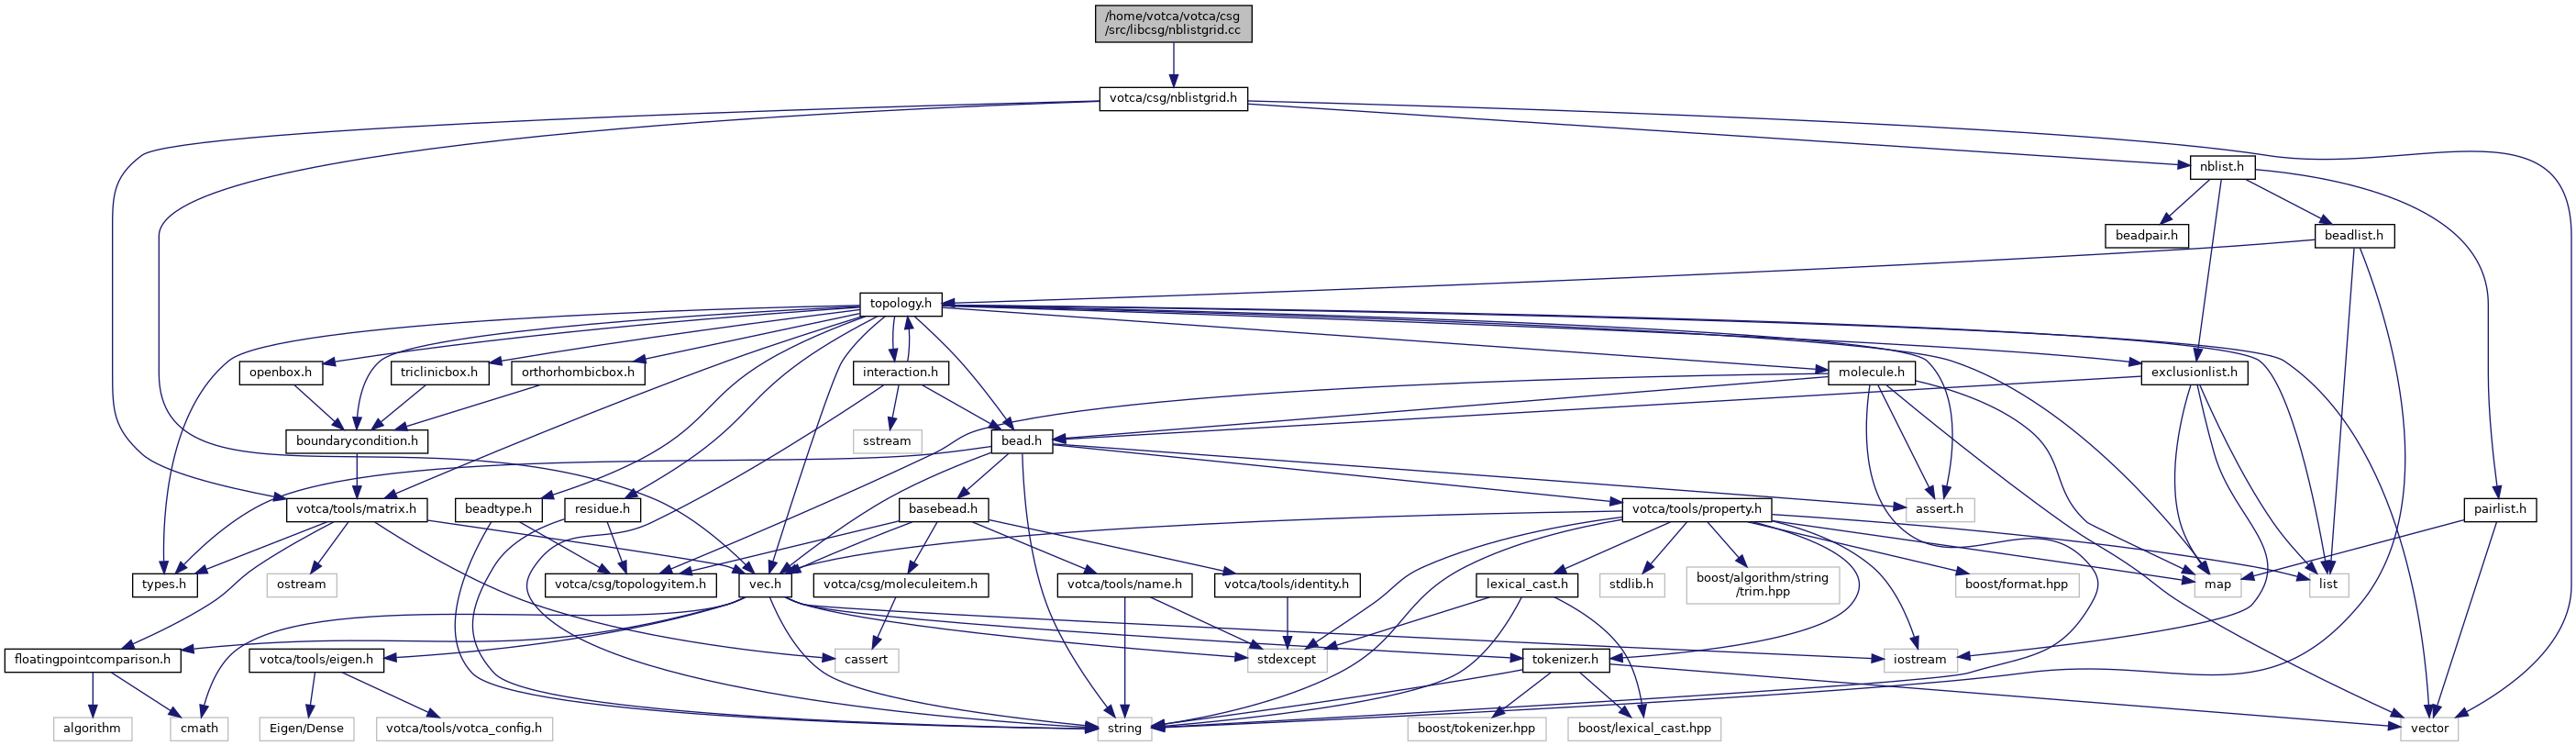 /home/votca/votca/csg
/src/libcsg/nblistgrid.cc
votca/csg/nblistgrid.h
nblist.h
beadpair.h
beadlist.h
topology.h
openbox.h
triclinicbox.h
orthorhombicbox.h
interaction.h
molecule.h
exclusionlist.h
boundarycondition.h
sstream
bead.h
votca/tools/matrix.h
beadtype.h
residue.h
basebead.h
votca/tools/property.h
assert.h
pairlist.h
types.h
ostream
votca/csg/topologyitem.h
vec.h
votca/csg/moleculeitem.h
votca/tools/name.h
votca/tools/identity.h
lexical_cast.h
stdlib.h
boost/algorithm/string
/trim.hpp
boost/format.hpp
map
list
floatingpointcomparison.h
votca/tools/eigen.h
cassert
stdexcept
tokenizer.h
iostream
algorithm
cmath
Eigen/Dense
votca/tools/votca_config.h
string
boost/tokenizer.hpp
boost/lexical_cast.hpp
vector